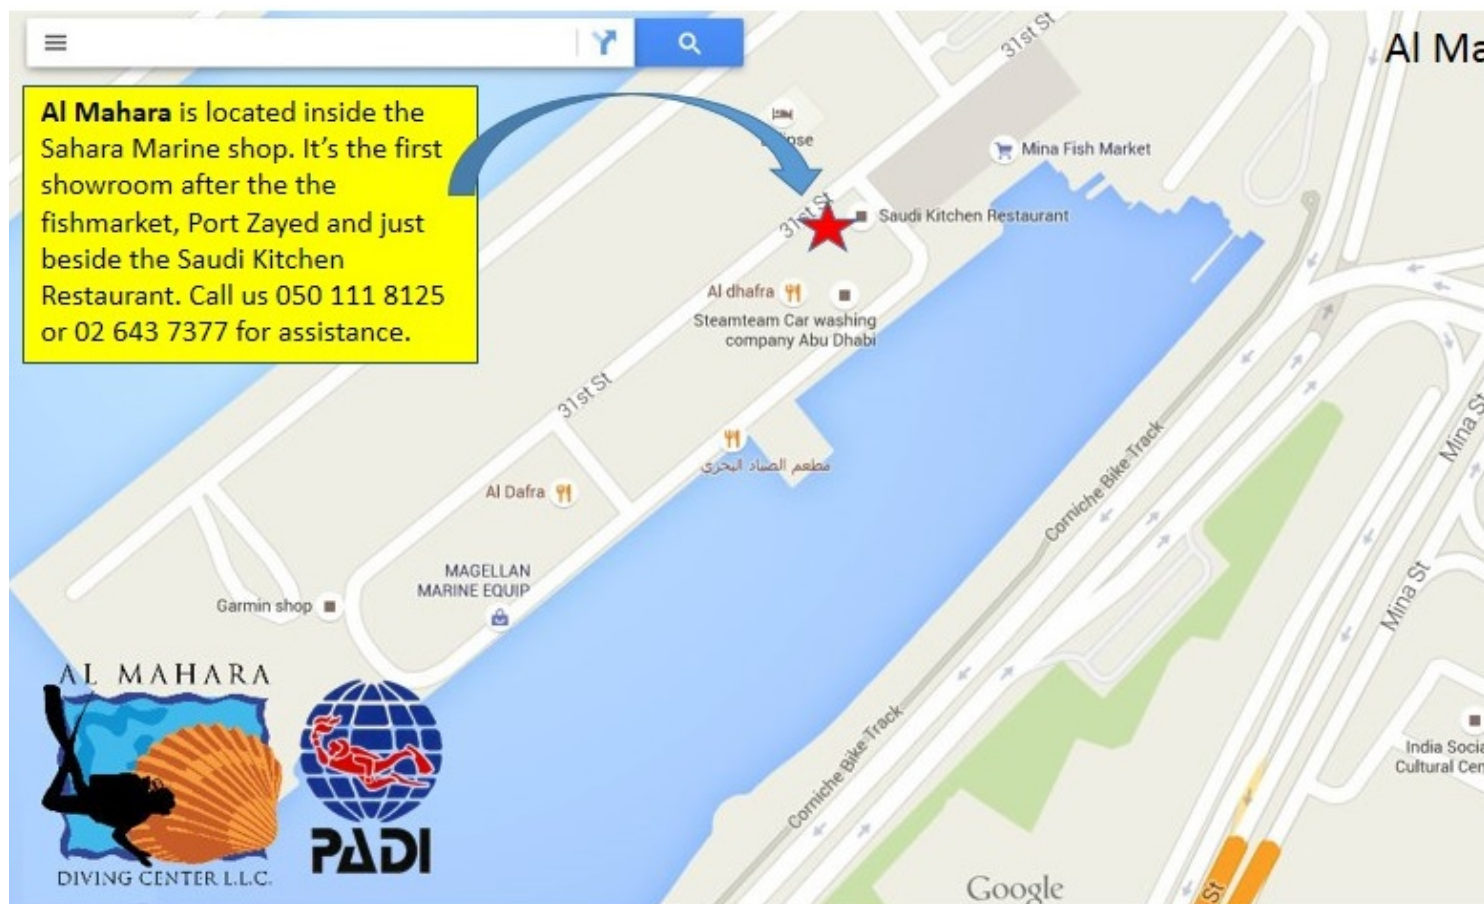 Al Ma
Al Mahara is located inside the
Sahara Marine shop. It's the first
showroom after the the
fishmarket, Port Zayed and just
beside the Saudi Kitchen
Restaurant. Call us 050 111 8125
or 02 643 7377 for assistance.
31st St
Mina Fish Market
31st St
Saudi Kitchen Restaurant
Al dhafra
Steamteam Car washing
company Abu Dhabi
31st St
مطعم الصياد البحري
Al Dafra
MAGELLAN
MARINE EQUIP
Garmin shop
Corniche Bike Track
Mina St
Mina St
Corniche Bike Track
India Socia
Cultural Cen
St
Google
AL MAHARA
DIVING CENTER L.L.C.
PADI